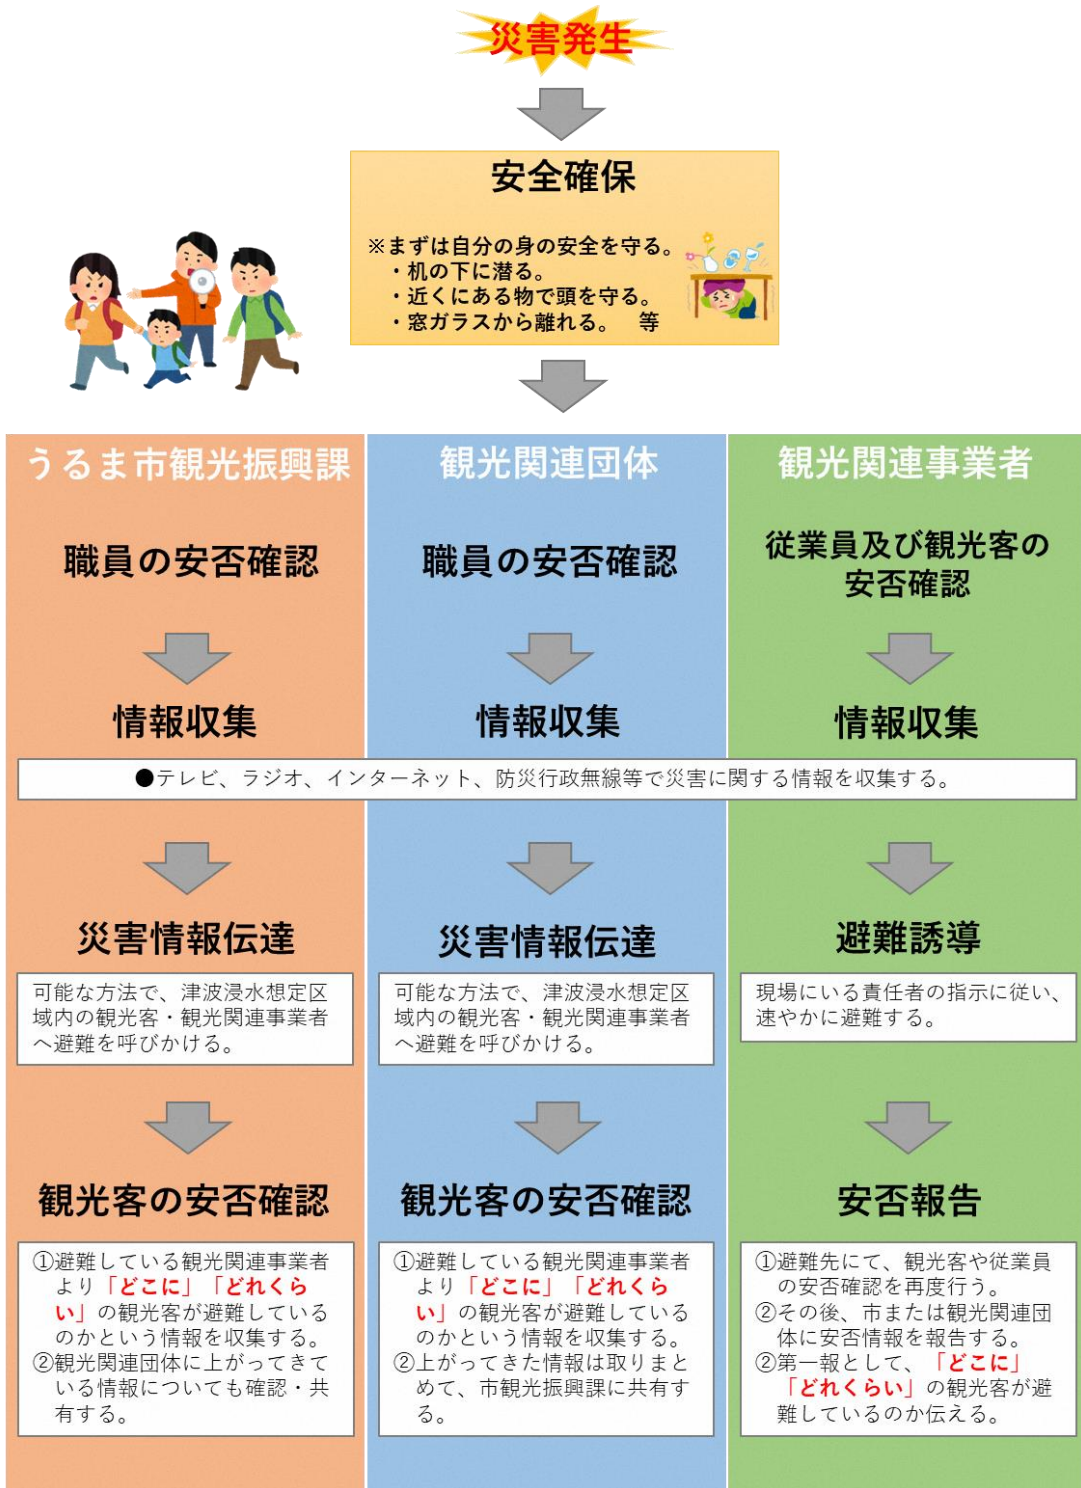 災害発生
安全確保
※まずは自分の身の安全を守る。
・机の下に潜る。
・近くにある物で頭を守る。
・窓ガラスから離れる。　等
うるま市観光振興課
職員の安否確認
情報収集
観光関連団体
職員の安否確認
情報収集
観光関連事業者
従業員及び観光客の
安否確認
情報収集
●テレビ、ラジオ、インターネット、防災行政無線等で災害に関する情報を収集する。
災害情報伝達
可能な方法で、津波浸水想定区
域内の観光客・観光関連事業者
へ避難を呼びかける。
観光客の安否確認
①避難している観光関連事業者
より「どこに」「どれくら
い」の観光客が避難している
のかという情報を収集する。
②観光関連団体に上がってきて
いる情報についても確認・共
有する。
災害情報伝達
可能な方法で、津波浸水想定区
域内の観光客・観光関連事業者
へ避難を呼びかける。
観光客の安否確認
①避難している観光関連事業者
より「どこに」「どれくら
い」の観光客が避難している
のかという情報を収集する。
②上がってきた情報は取りまと
めて、市観光振興課に共有す
る。
避難誘導
現場にいる責任者の指示に従い、
速やかに避難する。
安否報告
①避難先にて、観光客や従業員
の安否確認を再度行う。
②その後、市または観光関連団
体に安否情報を報告する。
②第一報として、「どこに」
「どれくらい」の観光客が避
難しているのか伝える。